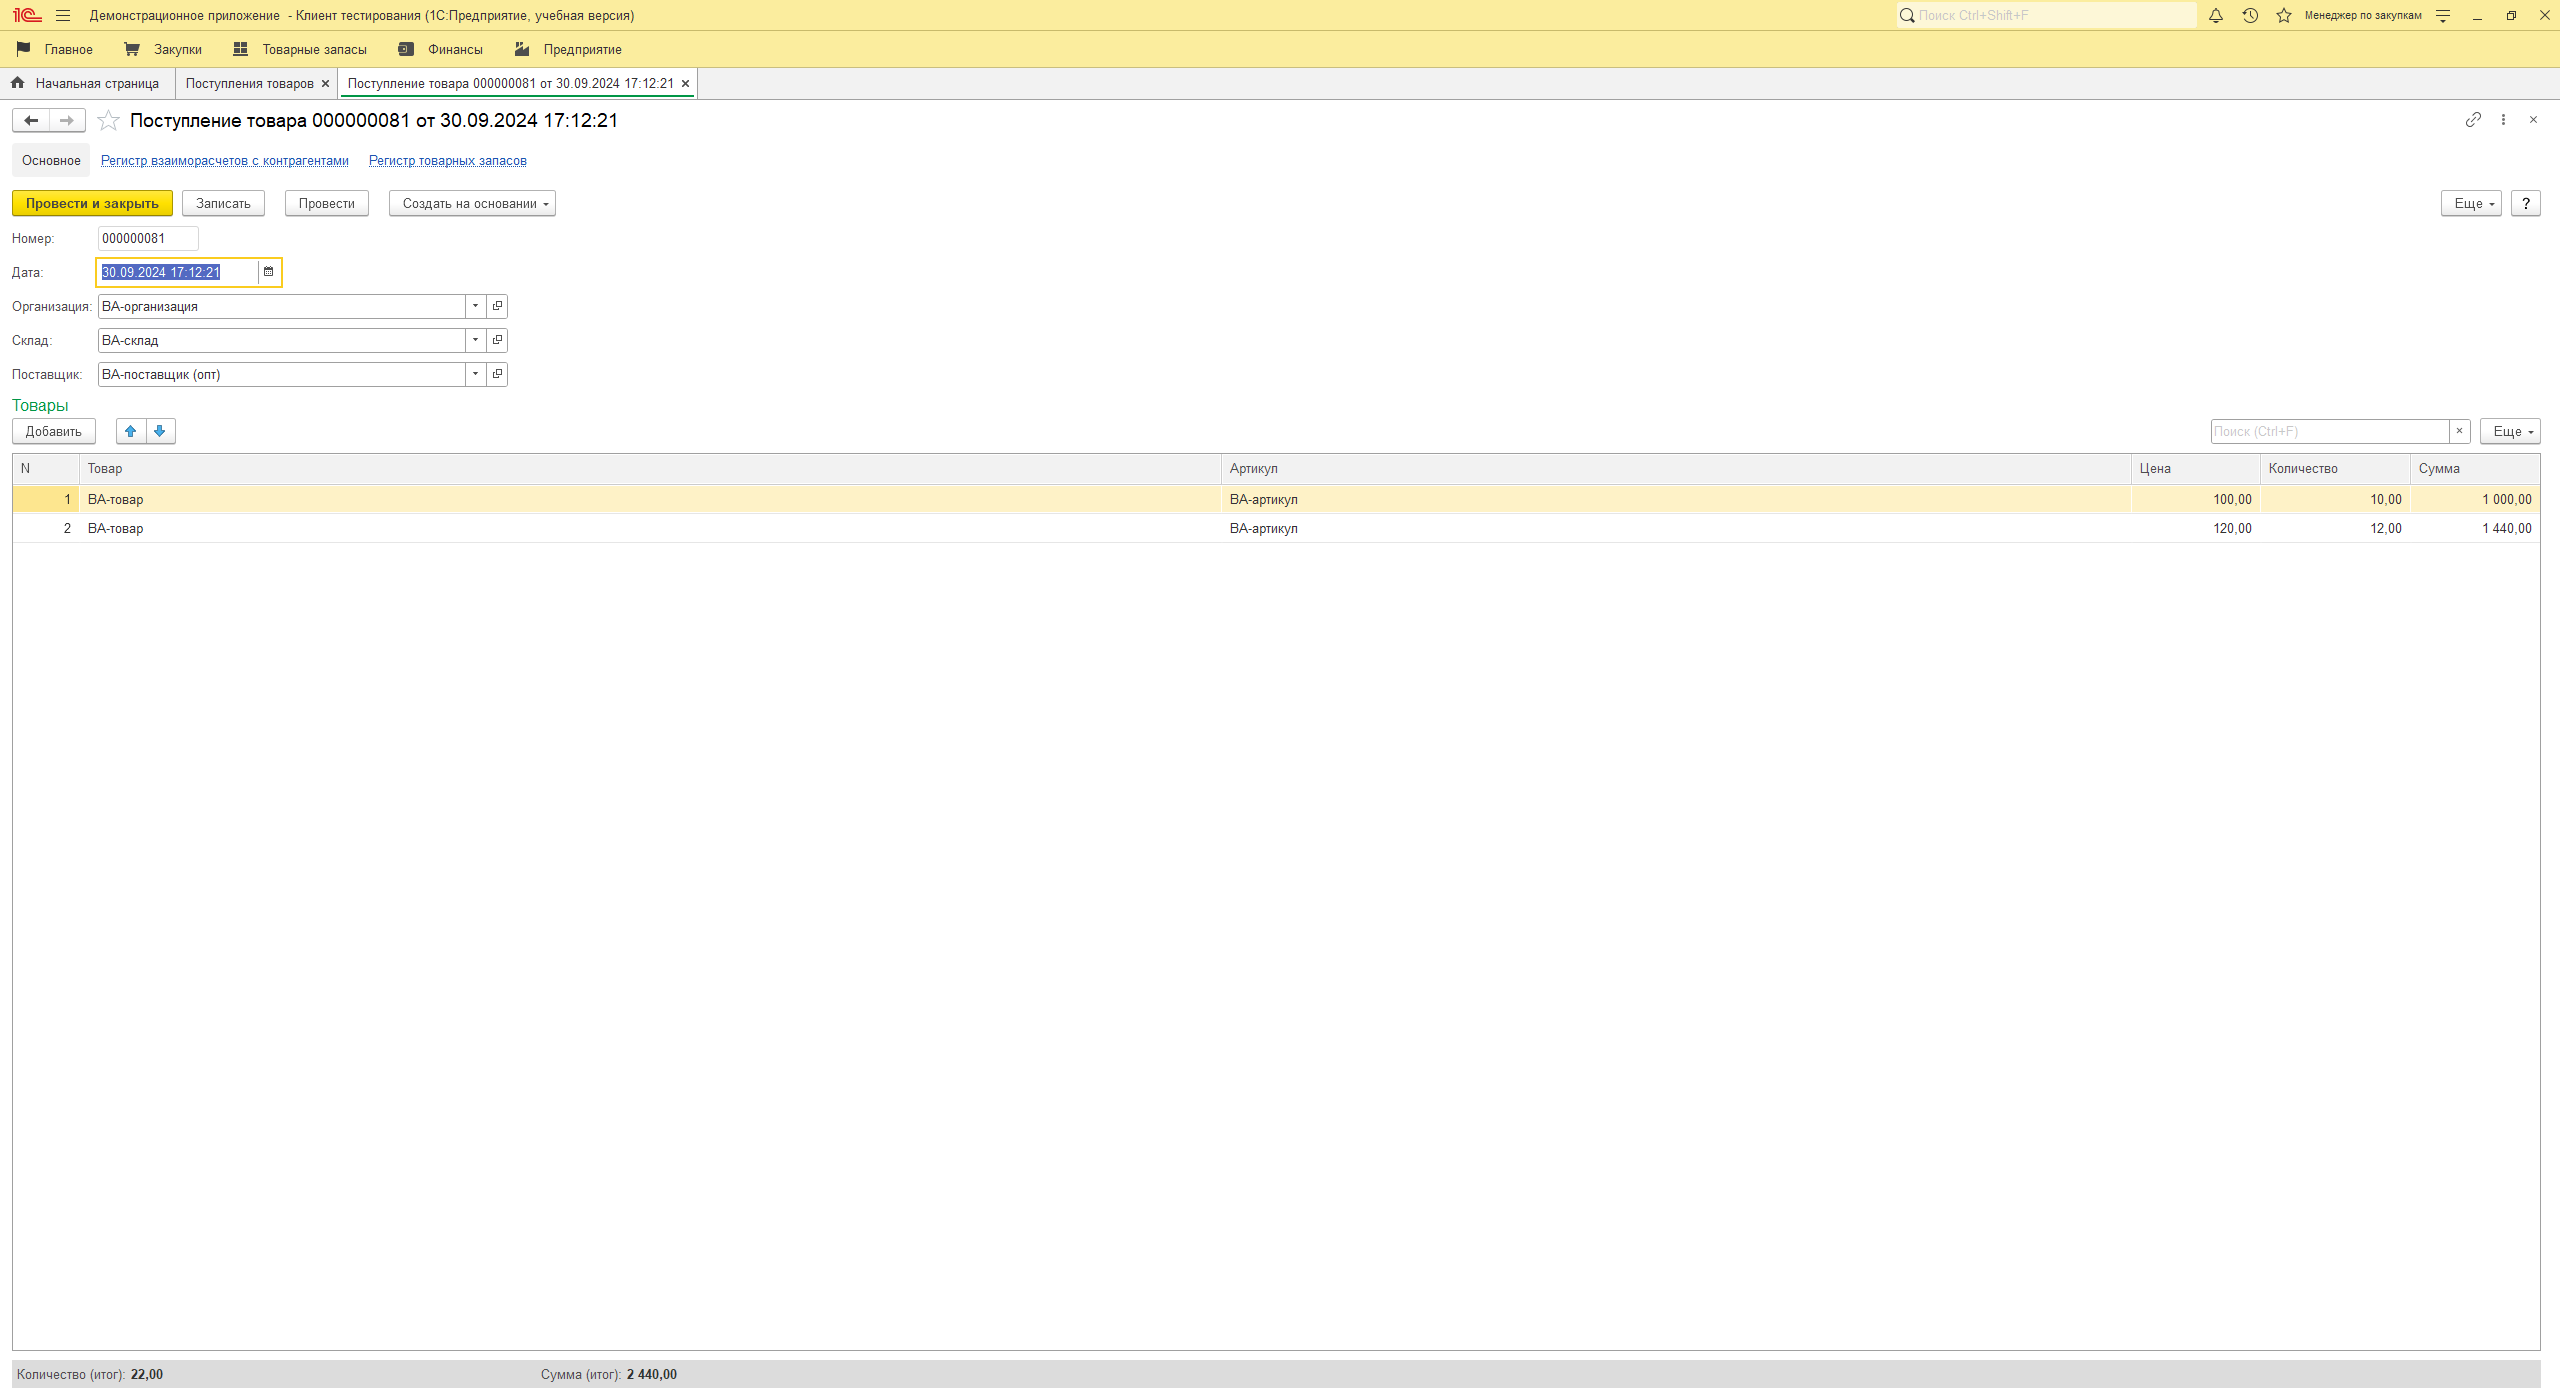 1С Демонстрационное приложение - Клиент тестирования (1С:Предприятие, учебная версия) Поиск Ctrl+Shift+F Менеджер по закупкам
Главное Закупки Товарные запасы Финансы Предприятие
Начальная страница Поступления товаров × Поступление товара 000000081 от 30.09.2024 17:12:21 ×
Поступление товара 000000081 от 30.09.2024 17:12:21
Основное Регистр взаиморасчетов с контрагентами Регистр товарных запасов
Провести и закрыть Записать Провести Создать на основании Еще ?
Номер: 000000081
Дата: 30.09.2024 17:12:21
Организация: ВА-организация
Склад: ВА-склад
Поставщик: ВА-поставщик (опт)
Товары
Добавить Поиск (Ctrl+F) × Еще
N Товар Артикул Цена Количество Сумма
1 ВА-товар ВА-артикул 100,00 10,00 1 000,00
2 ВА-товар ВА-артикул 120,00 12,00 1 440,00
Количество (итог): 22,00 Сумма (итог): 2 440,00